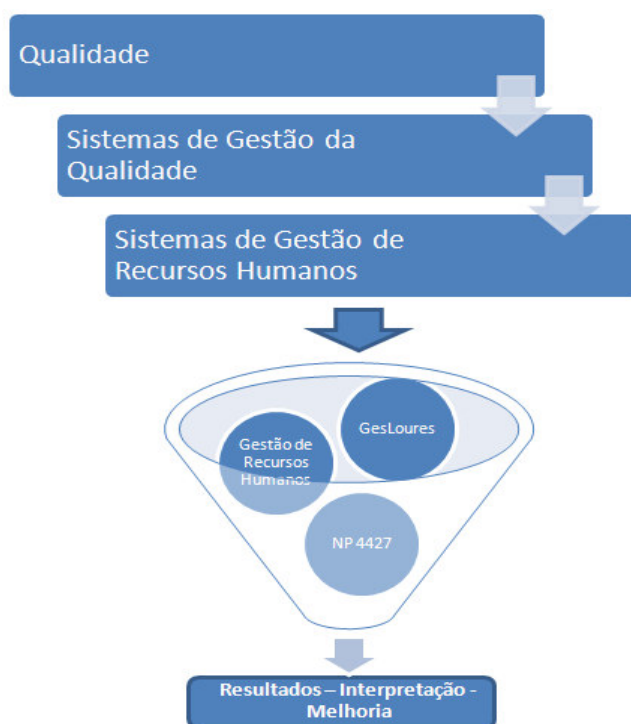 Qualidade
Sistemas de Gestão da
Qualidade
Sistemas de Gestão de
Recursos Humanos
GesLoures
Gestão de
Recursos
Humanos
NP 4427
Resultados – Interpretação -
Melhoria